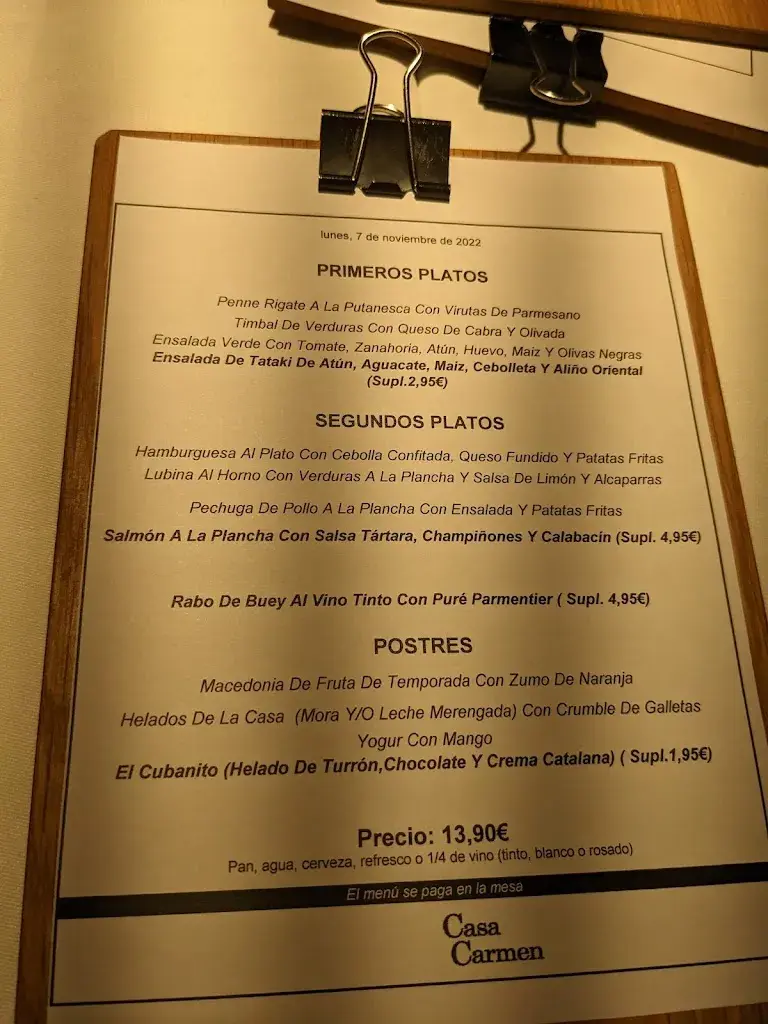 lunes, 7 de noviembre de 2022
PRIMEROS PLATOS
Penne Rigate A La Putanesca Con Virutas De Parmesano
Timbal De Verduras Con Queso De Cabra Y Olivada
Ensalada Verde Con Tomate, Zanahoria, Atún, Huevo, Maiz Y Olivas Negras
Ensalada De Tataki De Atún, Aguacate, Maiz, Cebolleta Y Aliño Oriental
(Supl.2,95€)
SEGUNDOS PLATOS
Hamburguesa Al Plato Con Cebolla Confitada, Queso Fundido Y Patatas Fritas
Lubina Al Horno Con Verduras A La Plancha Y Salsa De Limón Y Alcaparras
Pechuga De Pollo A La Plancha Con Ensalada Y Patatas Fritas
Salmón A La Plancha Con Salsa Tártara, Champiñones Y Calabacín (Supl. 4,95€)
Rabo De Buey Al Vino Tinto Con Puré Parmentier ( Supl. 4,95€)
POSTRES
Macedonia De Fruta De Temporada Con Zumo De Naranja
Helados De La Casa (Mora Y/O Leche Merengada) Con Crumble De Galletas
Yogur Con Mango
El Cubanito (Helado De Turrón,Chocolate Y Crema Catalana) ( Supl.1,95€)
Precio: 13,90€
Pan, agua, cerveza, refresco o 1/4 de vino (tinto, blanco o rosado)
El menú se paga en la mesa
Casa
Carmen